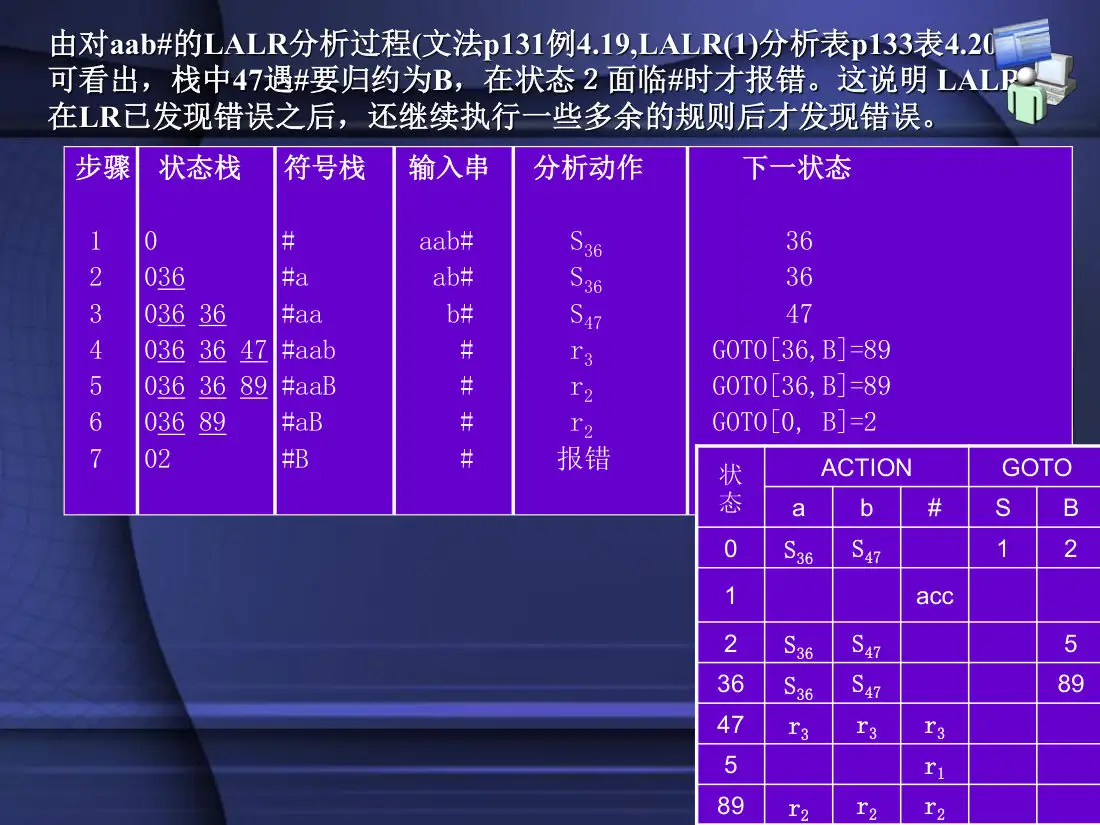 由对aab#的LALR分析过程(文法p131例4.19,LALR(1)分析表p133表4.20
可看出，栈中47遇#要归约为B，在状态２面临#时才报错。这说明 LALR
在LR已发现错误之后，还继续执行一些多余的规则后才发现错误。
步骤 状态栈 符号栈 输入串 分析动作 下一状态
1 0 # aab# S36 36
2 036 #a ab# S36 36
3 036 36 #aa b# S47 47
4 036 36 47 #aab # r3 GOTO[36,B]=89
5 036 36 89 #aaB # r2 GOTO[36,B]=89
6 036 89 #aB # r2 GOTO[0, B]=2
7 02 #B # 报错
状态 ACTION GOTO
a b # S B
0 S36 S47 1 2
1 acc
2 S36 S47 5
36 S36 S47 89
47 r3 r3 r3
5 r1
89 r2 r2 r2